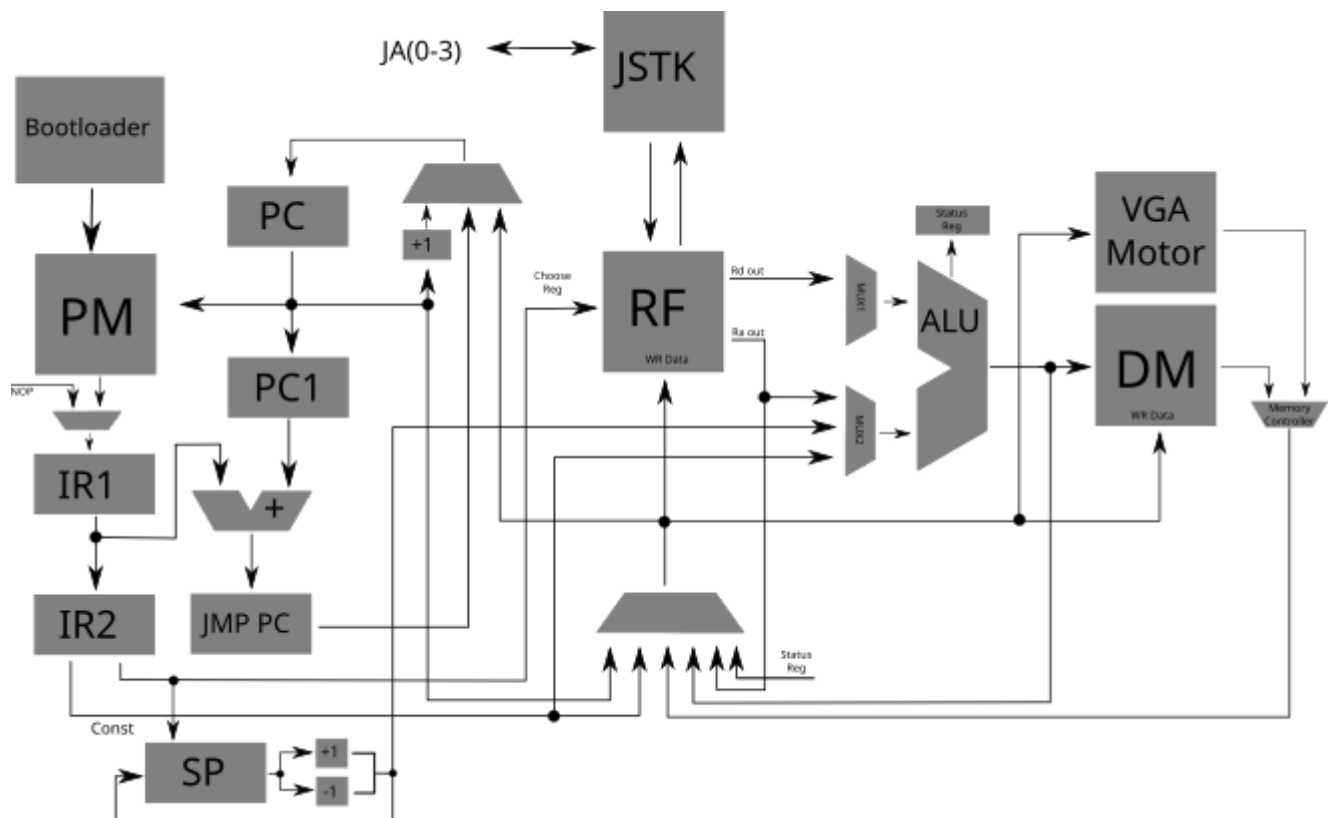 JA(0-3)
JSTK
Bootloader
PC
+1
Choose
Reg
RF
WR Data
Rd out
Ra out
MUX1
MUX2
Status
Reg
ALU
VGA
Motor
DM
WR Data
Memory
Controller
PM
NOP
PC1
IR1
+
IR2
JMP PC
Status
Reg
Const
SP
+1
-1